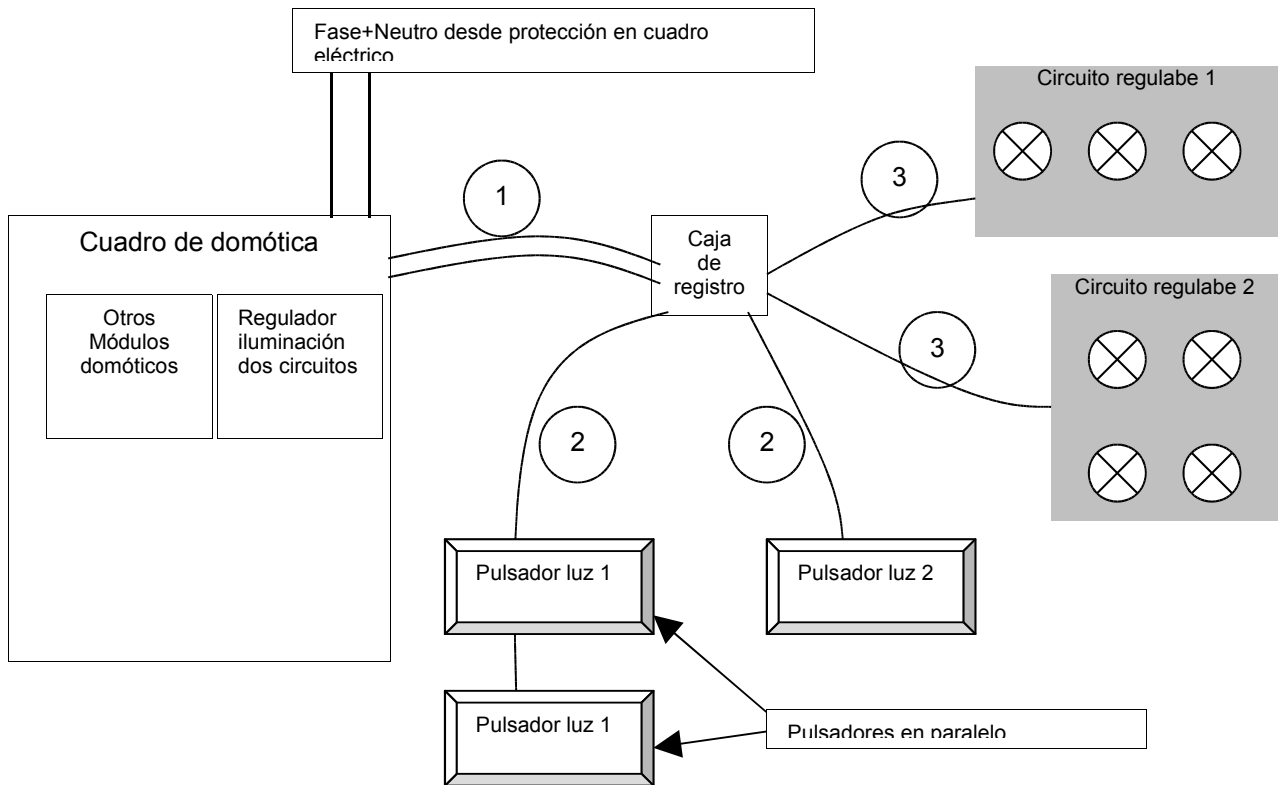 Fase+Neutro desde protección en cuadro
eléctrico
Circuito regulabe 1
3
1
Cuadro de domótica
Caja
de
registro
Circuito regulabe 2
Otros
Módulos
domóticos
Regulador
iluminación
dos circuitos
3
2
2
Pulsador luz 1
Pulsador luz 2
Pulsador luz 1
Pulsadores en paralelo